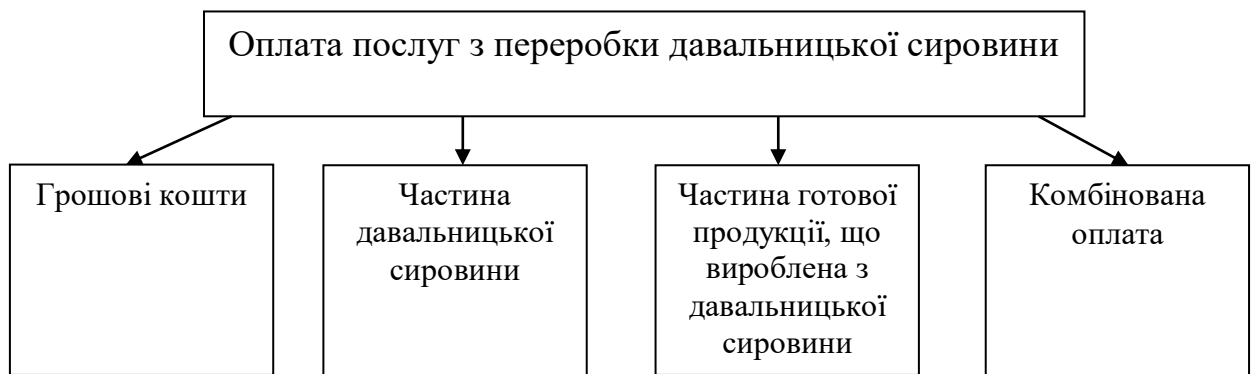 Оплата послуг з переробки давальницької сировини
Грошові кошти
Частина
давальницької
сировини
Частина готової
продукції, що
вироблена з
давальницької
сировини
Комбінована
оплата